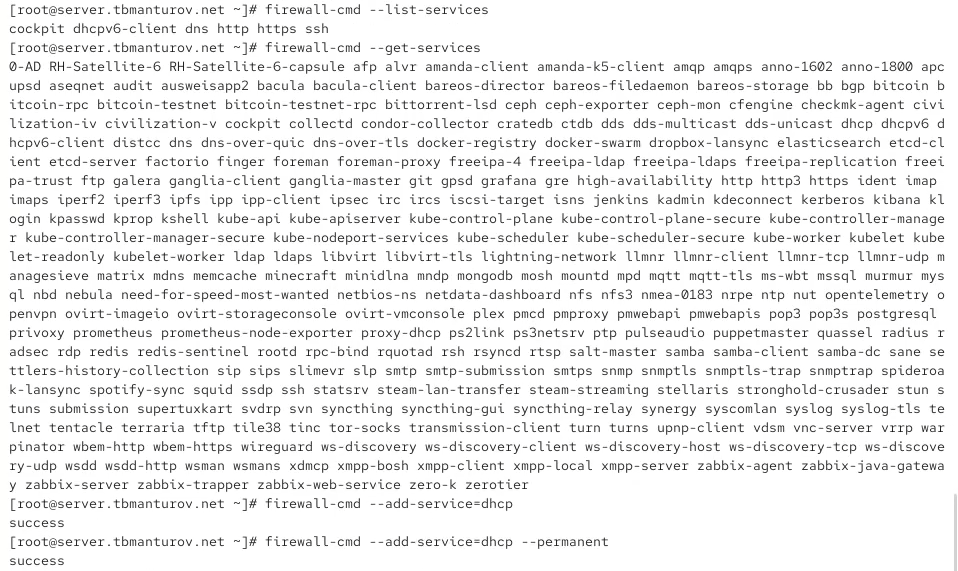 [root@server.tbmanturov.net ~]# firewall-cmd --list-services
cockpit dhcpv6-client dns http https ssh
[root@server.tbmanturov.net ~]# firewall-cmd --get-services
0-AD RH-Satellite-6 RH-Satellite-6-capsule afp alvr amanda-client amanda-k5-client amqp amqps anno-1602 anno-1800 apc
upsd aseqnet audit ausweisapp2 bacula bacula-client bareos-director bareos-filedaemon bareos-storage bb bgp bitcoin b
itcoin-rpc bitcoin-testnet bitcoin-testnet-rpc bittorrent-lsd ceph ceph-exporter ceph-mon cfengine checkmk-agent civi
lization-iv civilization-v cockpit collectd condor-collector cratedb ctdb dds dds-multicast dds-unicast dhcp dhcpv6 d
hcpv6-client distcc dns dns-over-quic dns-over-tls docker-registry docker-swarm dropbox-lansync elasticsearch etcd-cl
ient etcd-server factorio finger foreman foreman-proxy freeipa-4 freeipa-ldap freeipa-ldaps freeipa-replication freei
pa-trust ftp galera ganglia-client ganglia-master git gpsd grafana gre high-availability http http3 https ident imap
imaps iperf2 iperf3 ipfs ipp ipp-client ipsec irc ircs iscsi-target isns jenkins kadmin kdeconnect kerberos kibana kl
ogin kpasswd kprop kshell kube-api kube-apiserver kube-control-plane kube-control-plane-secure kube-controller-manage
r kube-controller-manager-secure kube-nodeport-services kube-scheduler kube-scheduler-secure kube-worker kubelet kube
let-readonly kubelet-worker ldap ldaps libvirt libvirt-tls lightning-network llmnr llmnr-client llmnr-tcp llmnr-udp m
anagesieve matrix mdns memcache minecraft minidlna mndp mongodb mosh mountd mpd mqtt mqtt-tls ms-wbt mssql murmur mys
ql nbd nebula need-for-speed-most-wanted netbios-ns netdata-dashboard nfs nfs3 nmea-0183 nrpe ntp nut opentelemetry o
penvpn ovirt-imageio ovirt-storageconsole ovirt-vmconsole plex pmcd pmproxy pmwebapi pmwebapis pop3 pop3s postgresql
privoxy prometheus prometheus-node-exporter proxy-dhcp ps2link ps3netsrv ptp pulseaudio puppetmaster quassel radius r
adsec rdp redis redis-sentinel rootd rpc-bind rquotad rsh rsyncd rtsp salt-master samba samba-client samba-dc sane se
ttlers-history-collection sip sips slimevr slp smtp smtp-submission smtps snmp snmptls snmptls-trap snmptrap spideroa
k-lansync spotify-sync squid ssdp ssh statsrv steam-lan-transfer steam-streaming stellaris stronghold-crusader stun s
tuns submission supertuxkart svdrp svn syncthing syncthing-gui syncthing-relay synergy syscomlan syslog syslog-tls te
lnet tentacle terraria tftp tile38 tinc tor-socks transmission-client turn turns upnp-client vdsm vnc-server vrrp war
pinator wbem-http wbem-https wireguard ws-discovery ws-discovery-client ws-discovery-host ws-discovery-tcp ws-discove
ry-udp wsdd wsdd-http wsman wsmans xdmcp xmpp-bosh xmpp-client xmpp-local xmpp-server zabbix-agent zabbix-java-gatewa
y zabbix-server zabbix-trapper zabbix-web-service zero-k zerotier
[root@server.tbmanturov.net ~]# firewall-cmd --add-service=dhcp
success
[root@server.tbmanturov.net ~]# firewall-cmd --add-service=dhcp --permanent
success